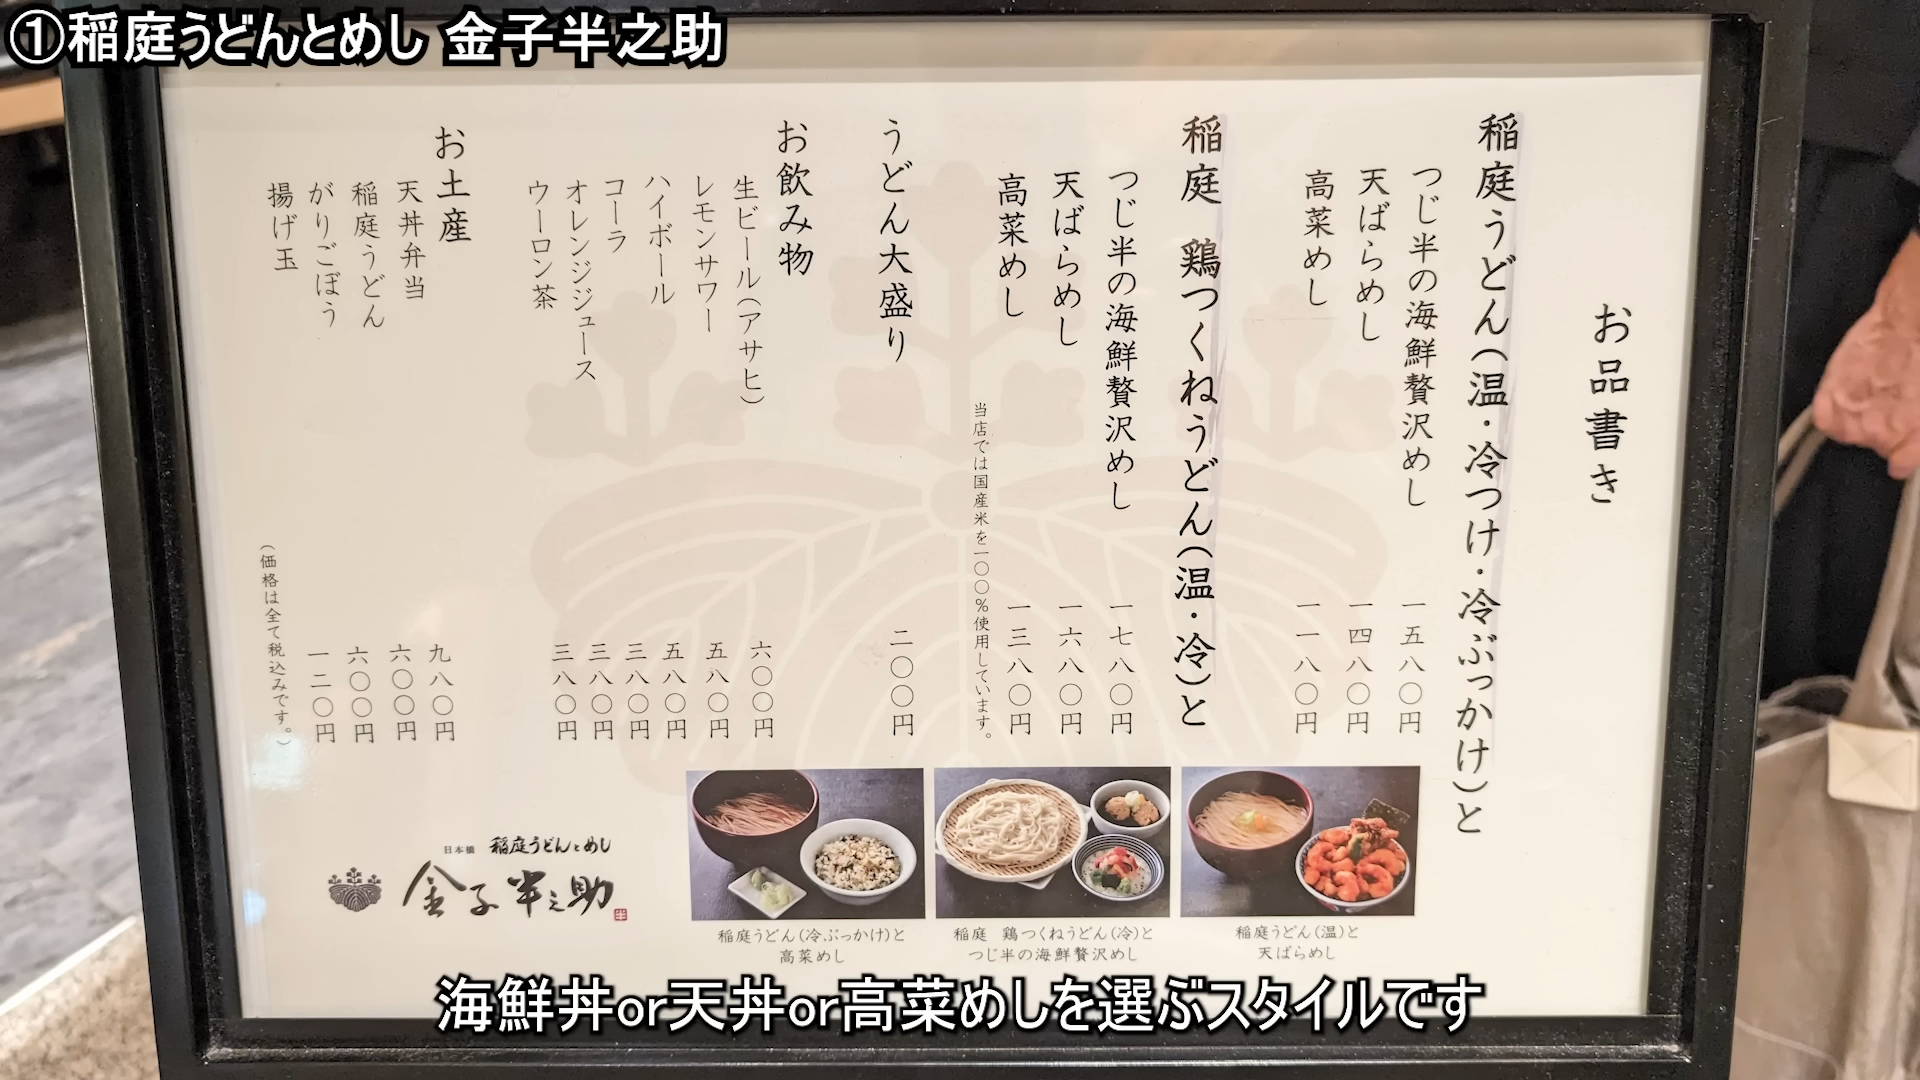 ①稲庭うどんとめし 金子半之助
お品書き
稲庭うどん(温・冷つけ・冷ぶっかけ)と
つじ半の海鮮贅沢めし 一五八〇円
天ばらめし 一四八〇円
高菜めし 一一八〇円
稲庭 鶏つくねうどん(温・冷)と
つじ半の海鮮贅沢めし 一七八〇円
天ばらめし 一六八〇円
高菜めし 一三八〇円
当店では国産米を一〇〇%使用しています。
うどん大盛り 二〇〇円
お飲み物
生ビール(アサヒ) 六〇〇円
レモンサワー 五八〇円
ハイボール 五八〇円
コーラ 三八〇円
オレンジジュース 三八〇円
ウーロン茶 三八〇円
お土産
天丼弁当 九八〇円
稲庭うどん 六〇〇円
がりごぼう 六〇〇円
揚げ玉 一二〇円
(価格は全て税込みです。)
稲庭うどん(温)と
天ばらめし
稲庭 鶏つくねうどん(冷)と
つじ半の海鮮贅沢めし
稲庭うどん(冷ぶっかけ)と
高菜めし
日本橋 稲庭うどんとめし
金子半之助
半
海鮮丼or天丼or高菜めしを選ぶスタイルです